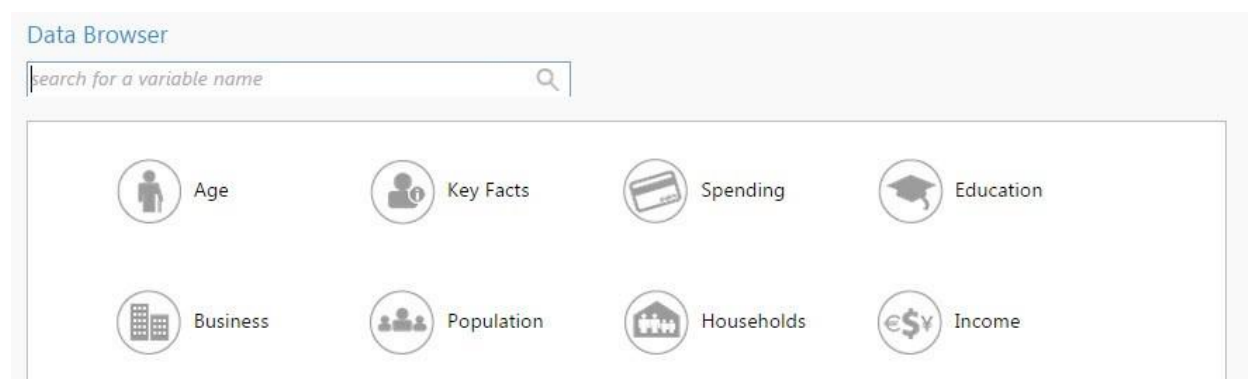 Data Browser
search for a variable name
Age Key Facts Spending Education
Business Population Households €$¥ Income